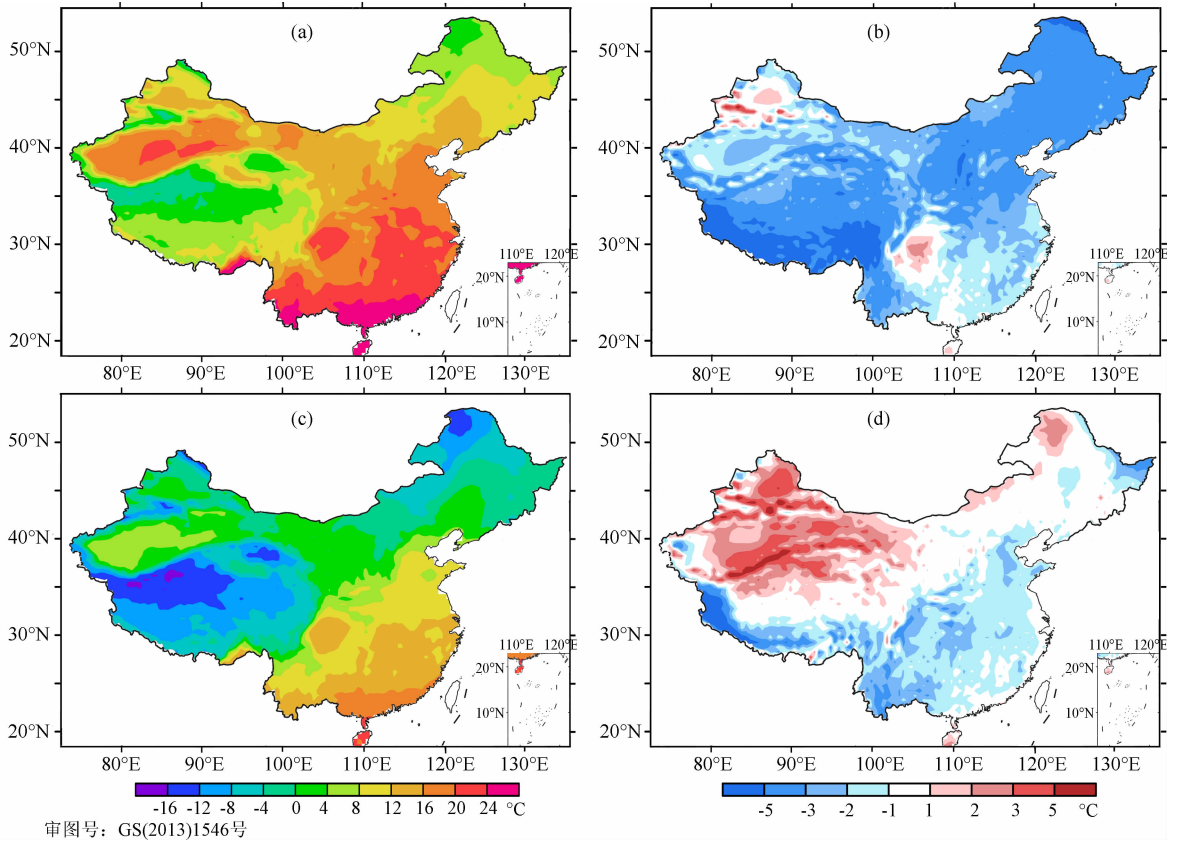 (a)
50°N
40°N
30°N
20°N
110°E 120°E
20°N
10°N
80°E 90°E 100°E 110°E 120°E 130°E
(b)
50°N
40°N
30°N
20°N
110°E 120°E
20°N
10°N
80°E 90°E 100°E 110°E 120°E 130°E
(c)
50°N
40°N
30°N
20°N
110°E 120°E
20°N
10°N
80°E 90°E 100°E 110°E 120°E 130°E
(d)
50°N
40°N
30°N
20°N
110°E 120°E
20°N
10°N
80°E 90°E 100°E 110°E 120°E 130°E
-16 -12 -8 -4 0 4 8 12 16 20 24 °C
-5 -3 -2 -1 1 2 3 5 °C
审图号：GS(2013)1546号